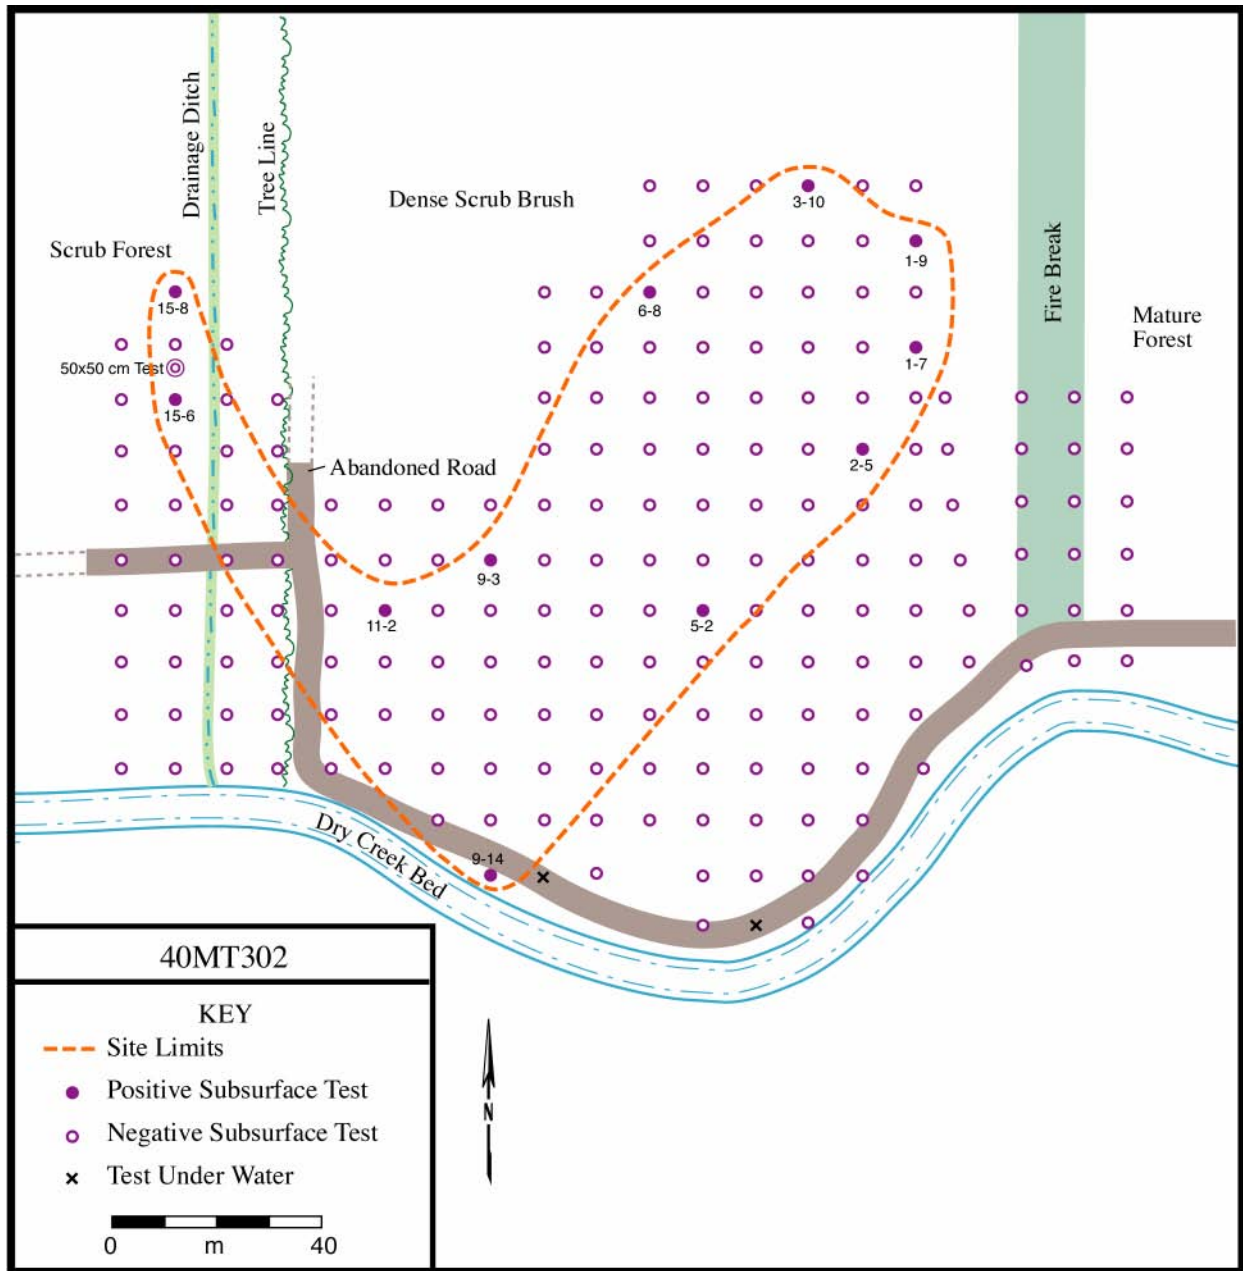 Drainage Ditch
Tree Line
Dense Scrub Brush
3-10
Scrub Forest
1-9
Fire Break
15-8
6-8
Mature
Forest
50x50 cm Test
1-7
15-6
Abandoned Road
2-5
9-3
11-2
5-2
Dry Creek Bed
9-14
40MT302
KEY
Site Limits
Positive Subsurface Test
Negative Subsurface Test
Test Under Water
0 m 40
N